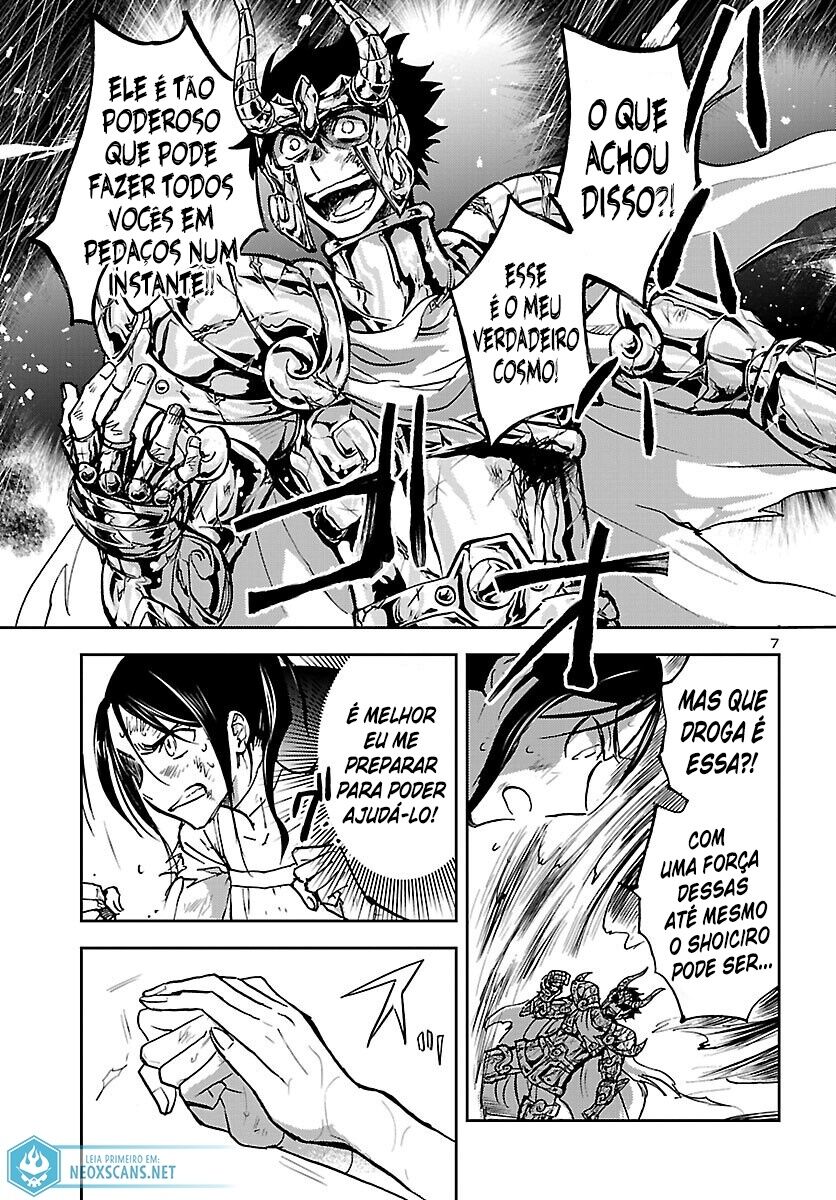 O QUE
ACHOU
DISSO?!
ESSE
É O MEU
VERDADEIRO
COSMO!
ELE É TÃO
PODEROSO
QUE PODE
FAZER TODOS
VOCÊS EM
PEDAÇOS NUM
INSTANTE!!
ゴゴ
7
MAS QUE
DROGA É
ESSA?!
COM
UMA FORÇA
DESSAS
ATÉ MESMO
O SHOICIRO
PODE SER...
É MELHOR
EU ME
PREPARAR
PARA PODER
AJUDÁ-LO!
LEIA PRIMEIRO EM:
NEOXSCANS.NET